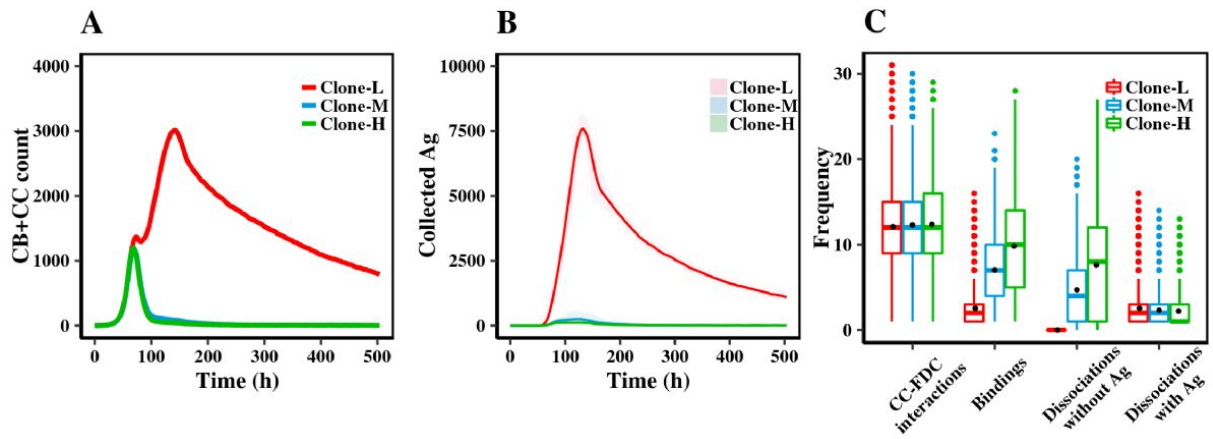 A
CB+CC count
4000
3000
2000
1000
0
Clone-L
Clone-M
Clone-H
0 100 200 300 400 500
Time (h)
B
Collected Ag
10000
7500
5000
2500
0
Clone-L
Clone-M
Clone-H
0 100 200 300 400 500
Time (h)
C
Frequency
30
20
10
0
Clone-L
Clone-M
Clone-H
CC-FDC
interactions
Bindings
Dissociations
without Ag
Dissociations
with Ag